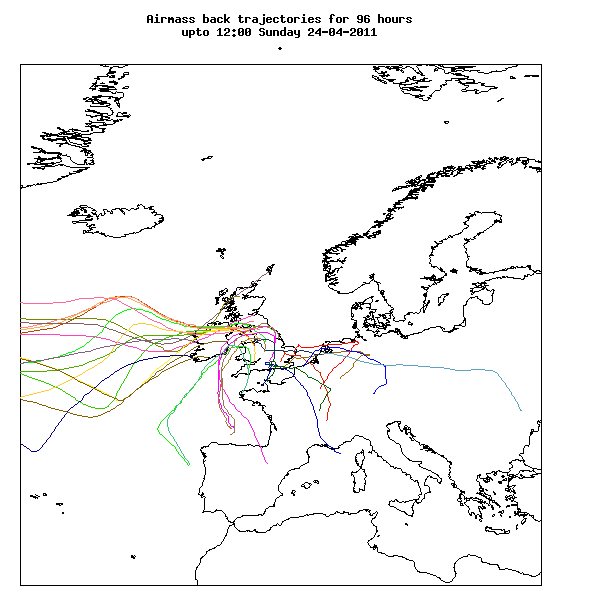 Airmass back trajectories for 96 hours
upto 12:00 Sunday 24-04-2011